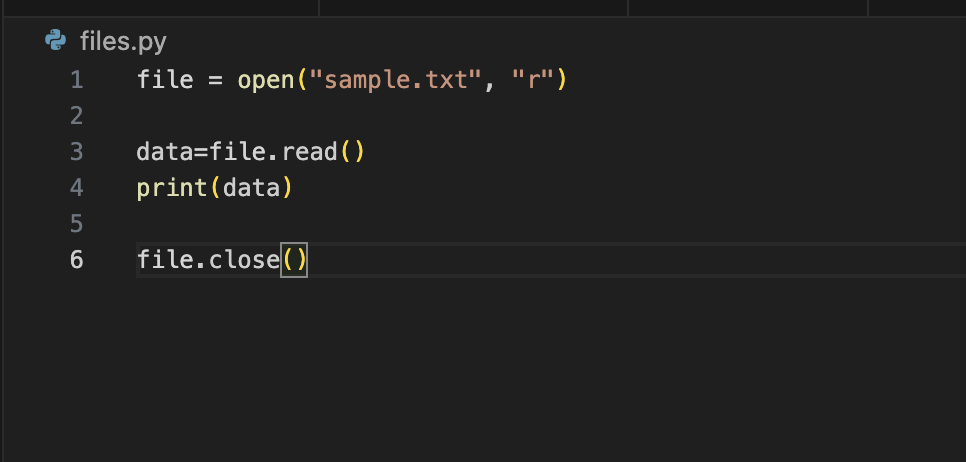 files.py
1 file = open("sample.txt", "r")
2
3 data=file.read()
4 print(data)
5
6 file.close()